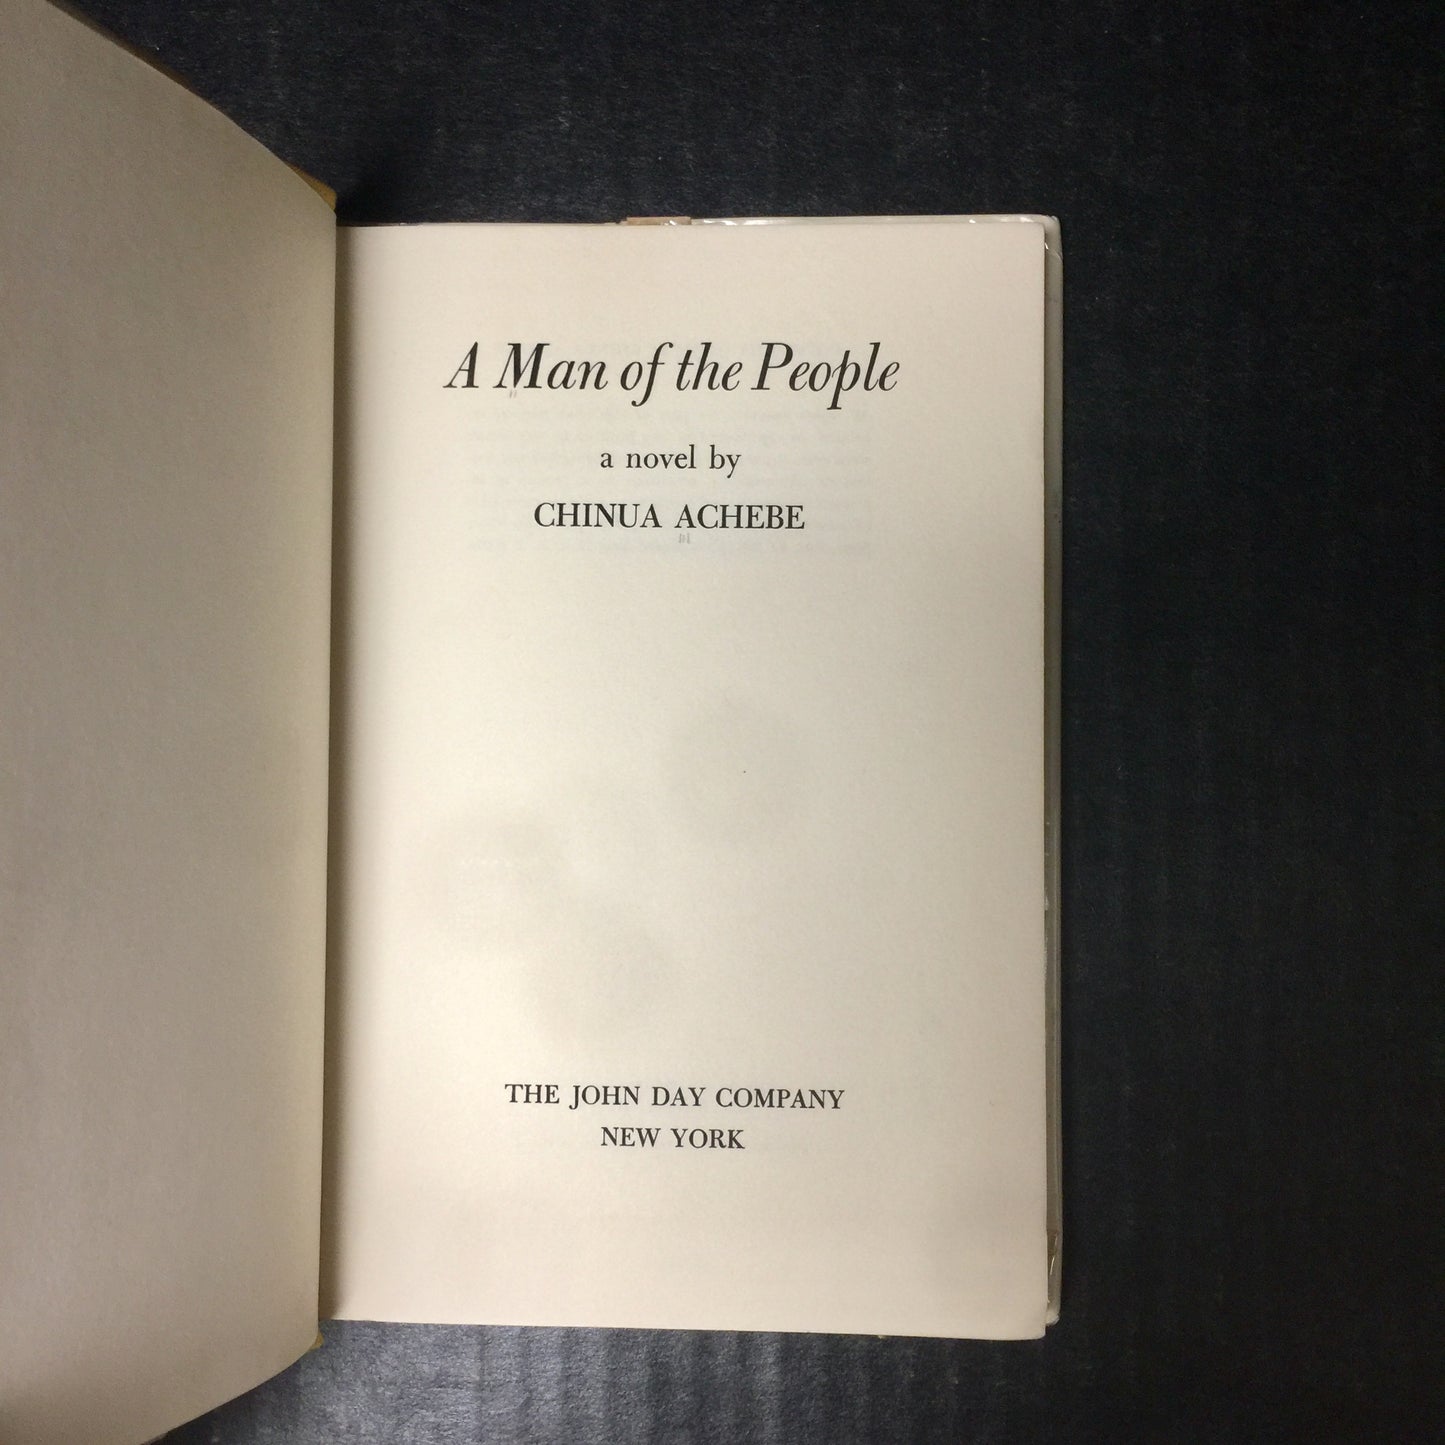 A Man of the People
a novel by
CHINUA ACHEBE
THE JOHN DAY COMPANY
NEW YORK